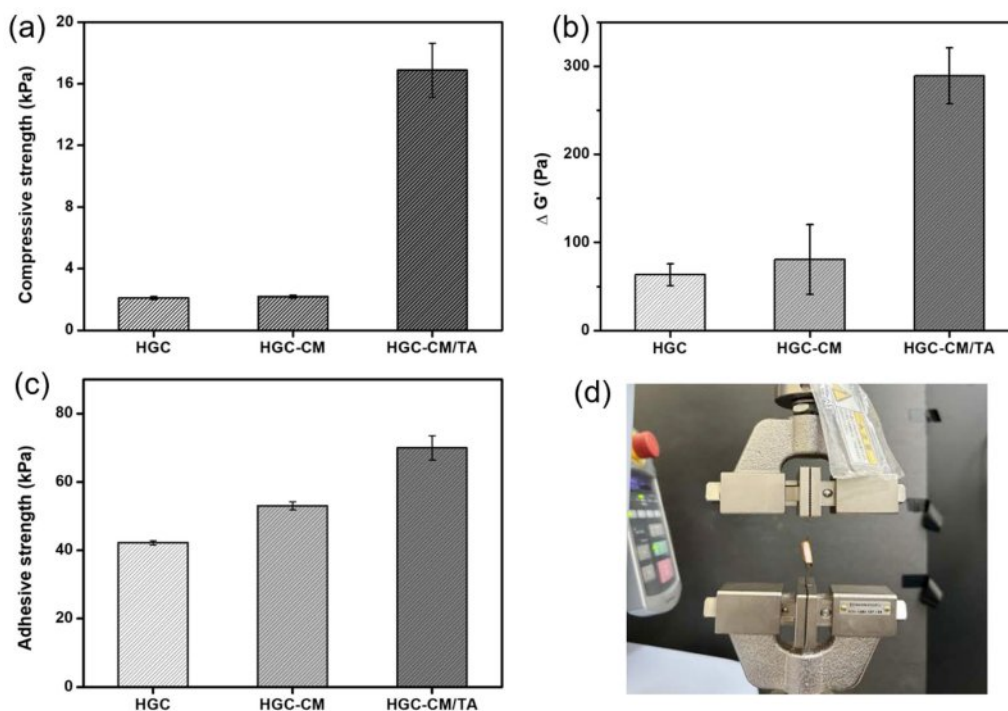 (a)
Compressive strength (kPa)
20
16
12
8
4
0
HGC HGC-CM HGC-CM/TA
(b)
Δ G' (Pa)
300
200
100
0
HGC HGC-CM HGC-CM/TA
(c)
Adhesive strength (kPa)
80
60
40
20
0
HGC HGC-CM HGC-CM/TA
(d)